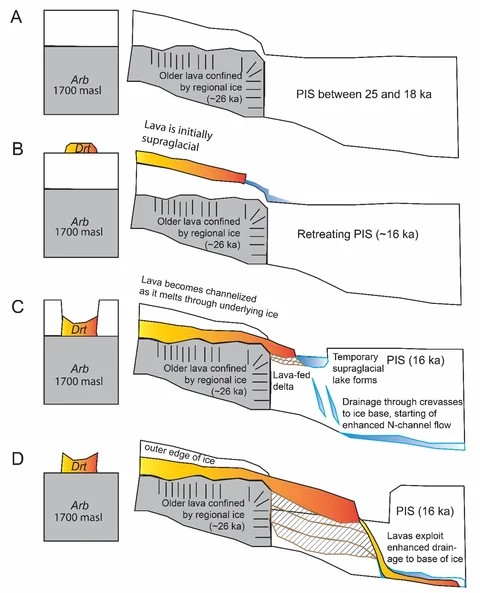 A
Arb
1700 masl
Older lava confined
by regional ice
(~26 ka)
PIS between 25 and 18 ka
B
Drt
Arb
1700 masl
Lava is initially
supraglacial
Older lava confined
by regional ice
(~26 ka)
Retreating PIS (~16 ka)
C
Drt
Arb
1700 masl
Lava becomes channelized
as it melts through underlying ice
Older lava confined
by regional ice
(~26 ka)
Lava-fed
delta
Temporary
supraglacial
lake forms
PIS (16 ka)
Drainage through crevasses
to ice base, starting of
enhanced N-channel flow
D
Drt
Arb
1700 masl
outer edge of ice
Older lava confined
by regional ice
(~26 ka)
PIS (16 ka)
Lavas exploit
enhanced drain-
age to base of ice